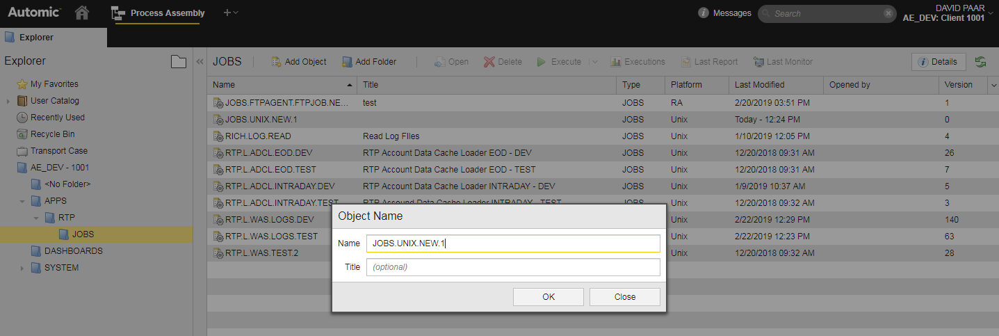 Automic Process Assembly Messages Search DAVID PAAR
AE_DEV: Client 1001
Explorer
Explorer JOBS Add Object Add Folder Open Delete Execute Executions Last Report Last Monitor Details
My Favorites
User Catalog
Recently Used
Recycle Bin
Transport Case
AE_DEV - 1001
<No Folder>
APPS
RTP
JOBS
DASHBOARDS
SYSTEM
Name Title Type Platform Last Modified Opened by Version
JOBS.FTPAGENT.FTPJOB.NE... test JOBS RA 2/20/2019 03:51 PM 1
JOBS.UNIX.NEW.1 JOBS Unix Today - 12:24 PM 0
RICH.LOG.READ Read Log FIles JOBS Unix 1/10/2019 12:05 PM 4
RTP.L.ADCL.EOD.DEV RTP Account Data Cache Loader EOD - DEV JOBS Unix 12/20/2018 09:31 AM 26
RTP.L.ADCL.EOD.TEST RTP Account Data Cache Loader EOD - TEST JOBS Unix 12/20/2018 09:31 AM 7
RTP.L.ADCL.INTRADAY.DEV RTP Account Data Cache Loader INTRADAY - DEV JOBS Unix 1/9/2019 10:37 AM 5
RTP.L.ADCL.INTRADAY.TEST RTP Account Data Cache Loader INTRADAY - TEST JOBS Unix 12/20/2018 09:32 AM 3
RTP.L.WAS.LOGS.DEV Unix 2/22/2019 12:29 PM 140
RTP.L.WAS.LOGS.TEST Unix 2/22/2019 12:23 PM 63
RTP.L.WAS.TEST.2 Unix 12/20/2018 09:32 AM 28
Object Name
Name JOBS.UNIX.NEW.1
Title (optional)
OK Close